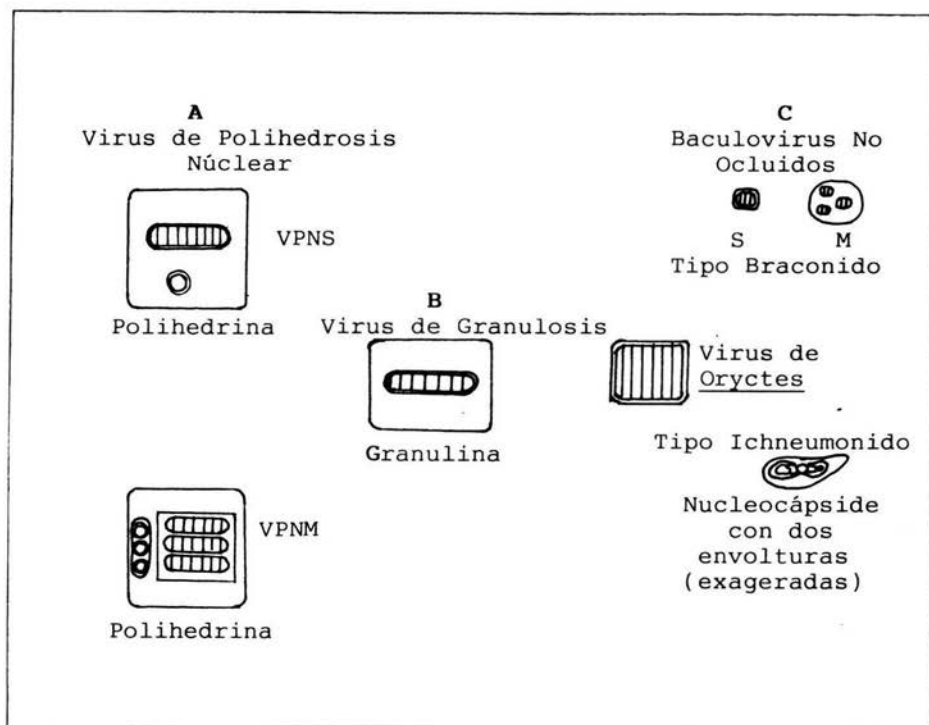 A
Virus de Polihedrosis
Núclear
VPNS
Polihedrina
VPNM
Polihedrina
B
Virus de Granulosis
Granulina
C
Baculovirus No
Ocluidos
S M
Tipo Braconido
Virus de
Oryctes
Tipo Ichneumonido
Nucleocápside
con dos
envolturas
(exageradas)